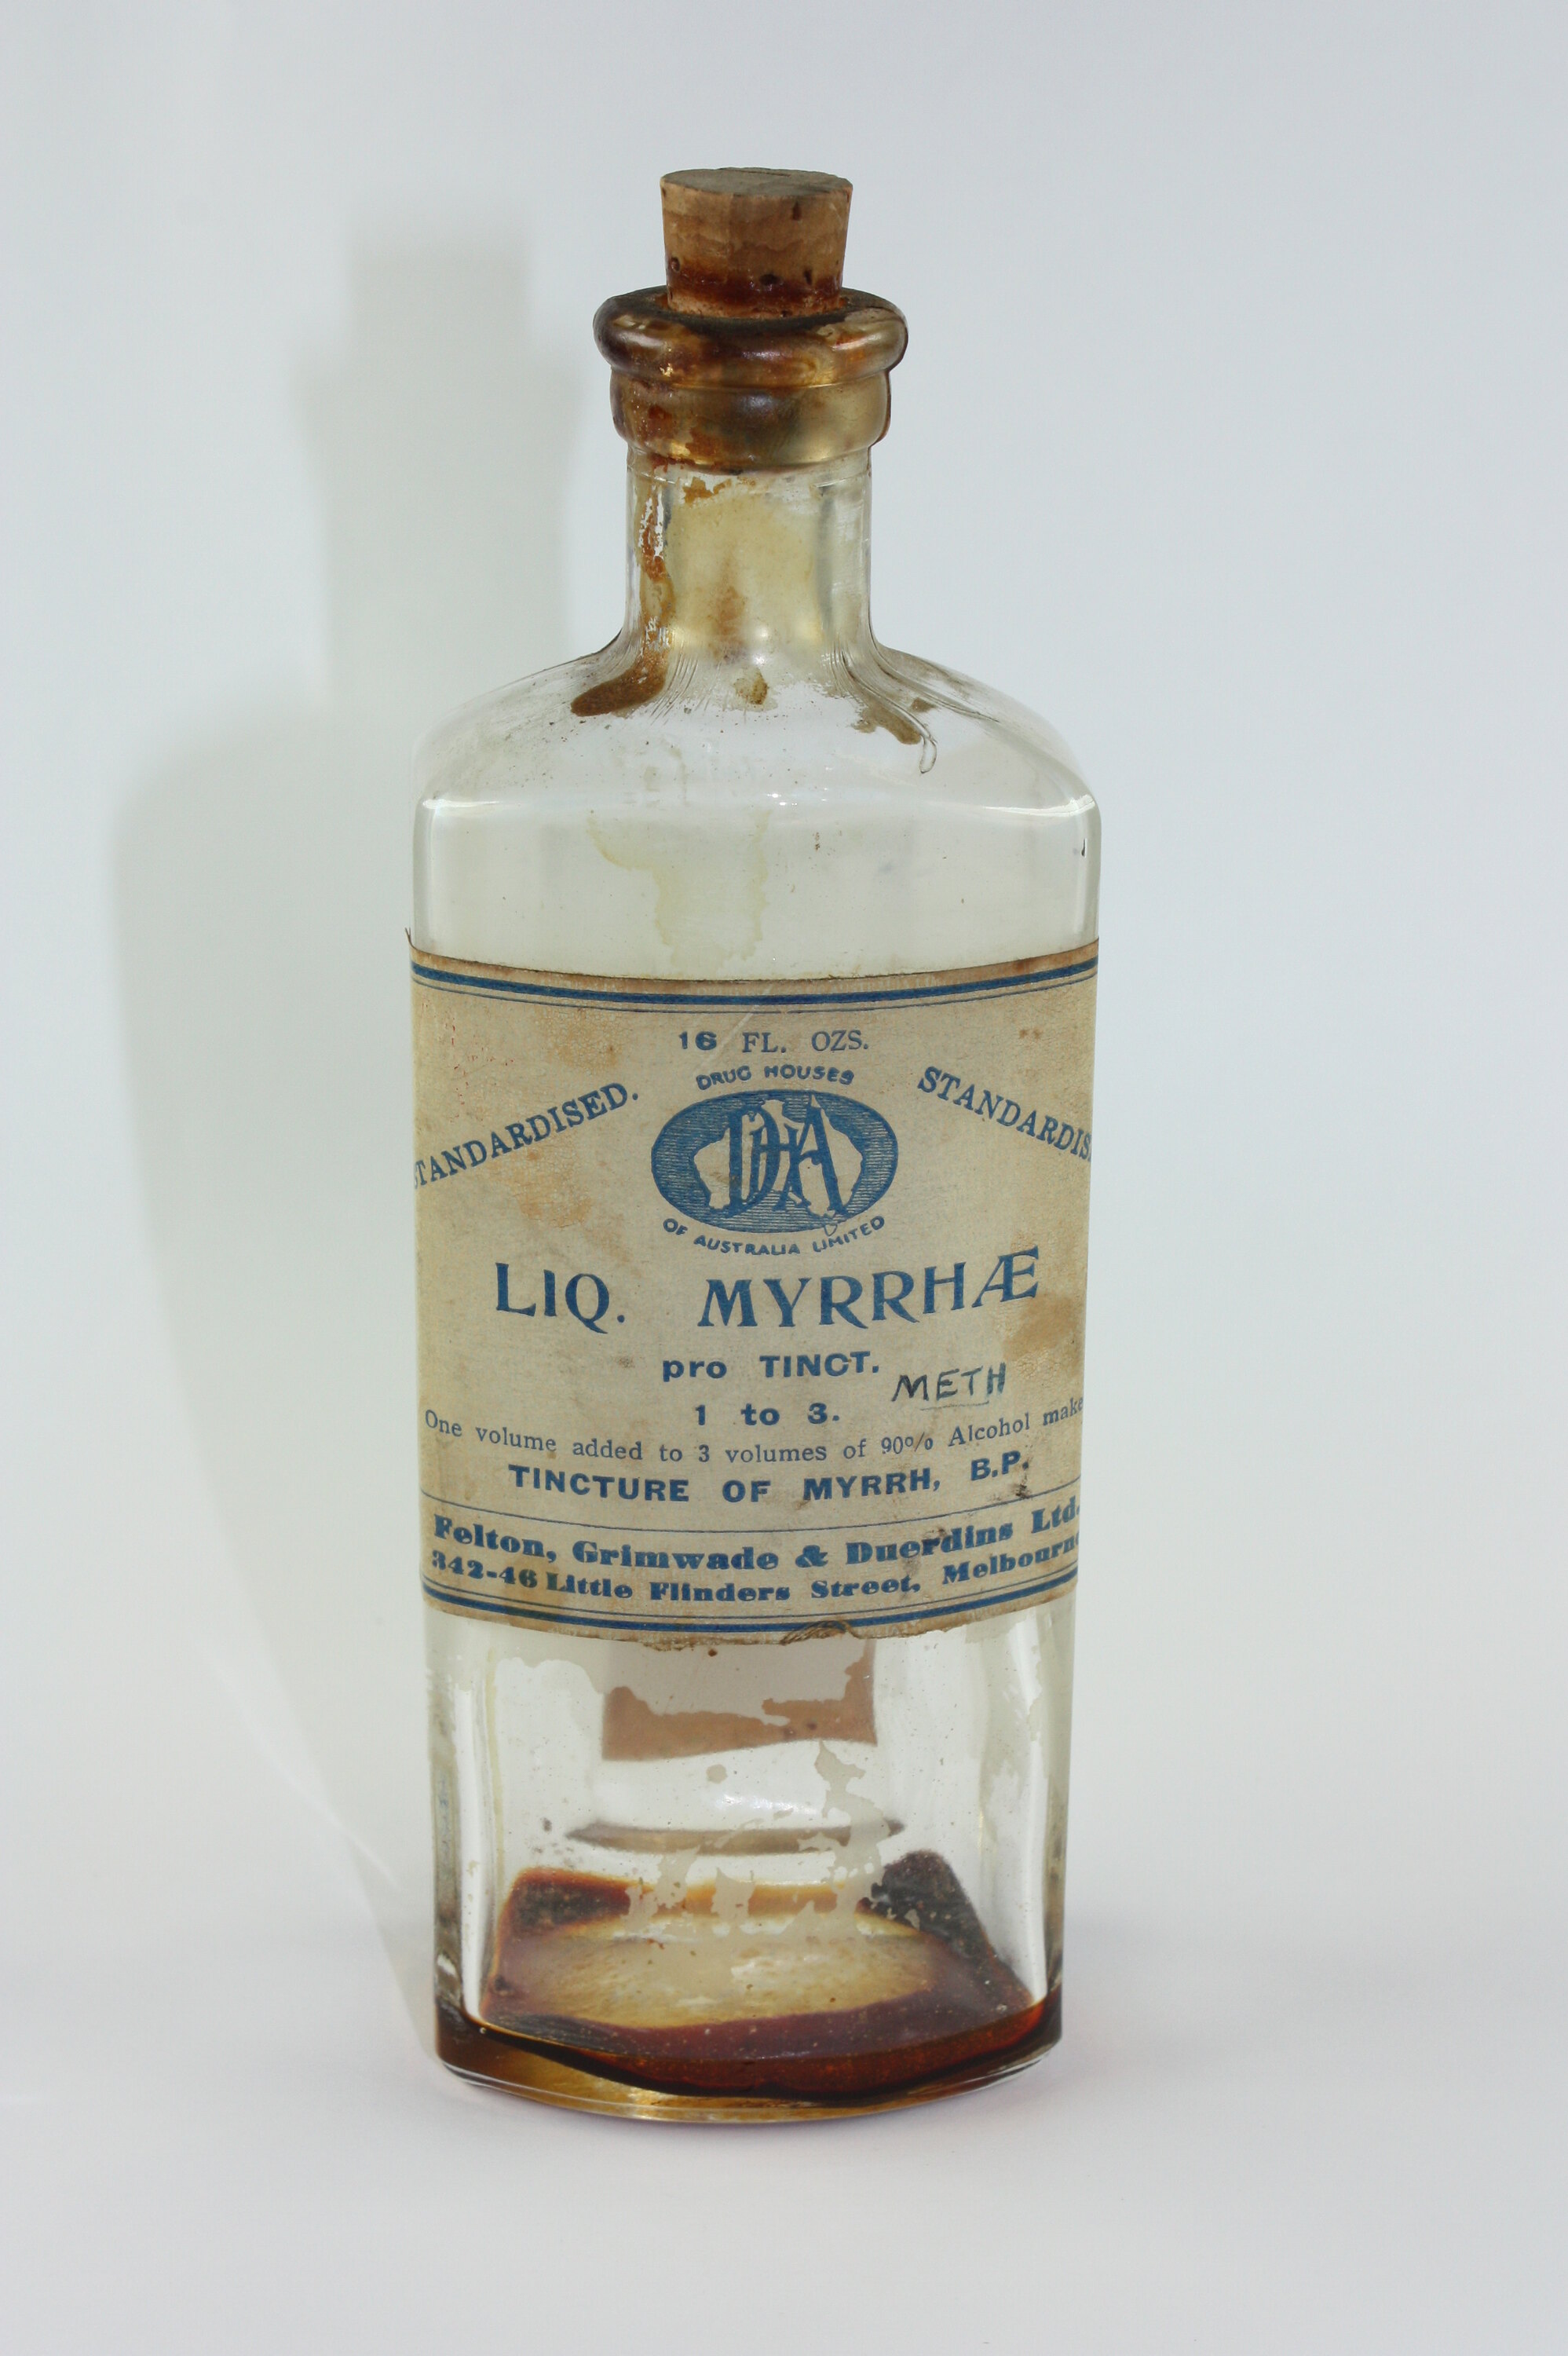 16 FL. OZS.
DRUG HOUSES
STANDARDISED.
STANDARDIS
DHA
OF AUSTRALIA LIMITED
LIQ. MYRRHÆ
pro TINCT.
METH
1 to 3.
One volume added to 3 volumes of 90% Alcohol make
TINCTURE OF MYRRH, B.P.
Felton, Grimwade & Duerdins Ltd.
342-46 Little Flinders Street, Melbourne